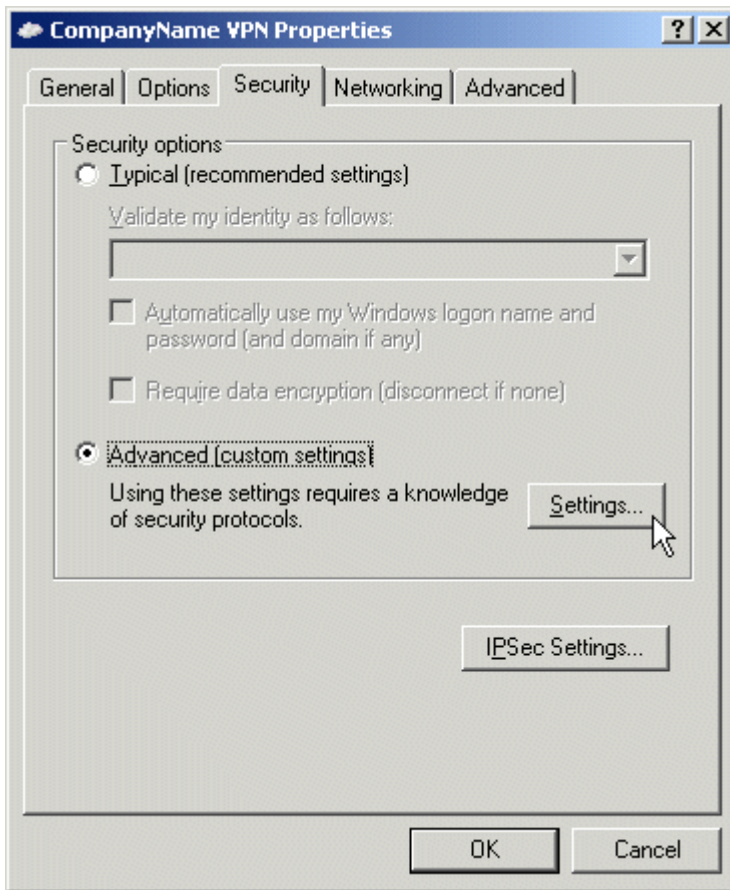 CompanyName VPN Properties
General Options Security Networking Advanced
Security options
Typical (recommended settings)
Validate my identity as follows:
Automatically use my Windows logon name and
password (and domain if any)
Require data encryption (disconnect if none)
Advanced (custom settings)
Using these settings requires a knowledge
of security protocols.
Settings...
IPSec Settings...
OK Cancel